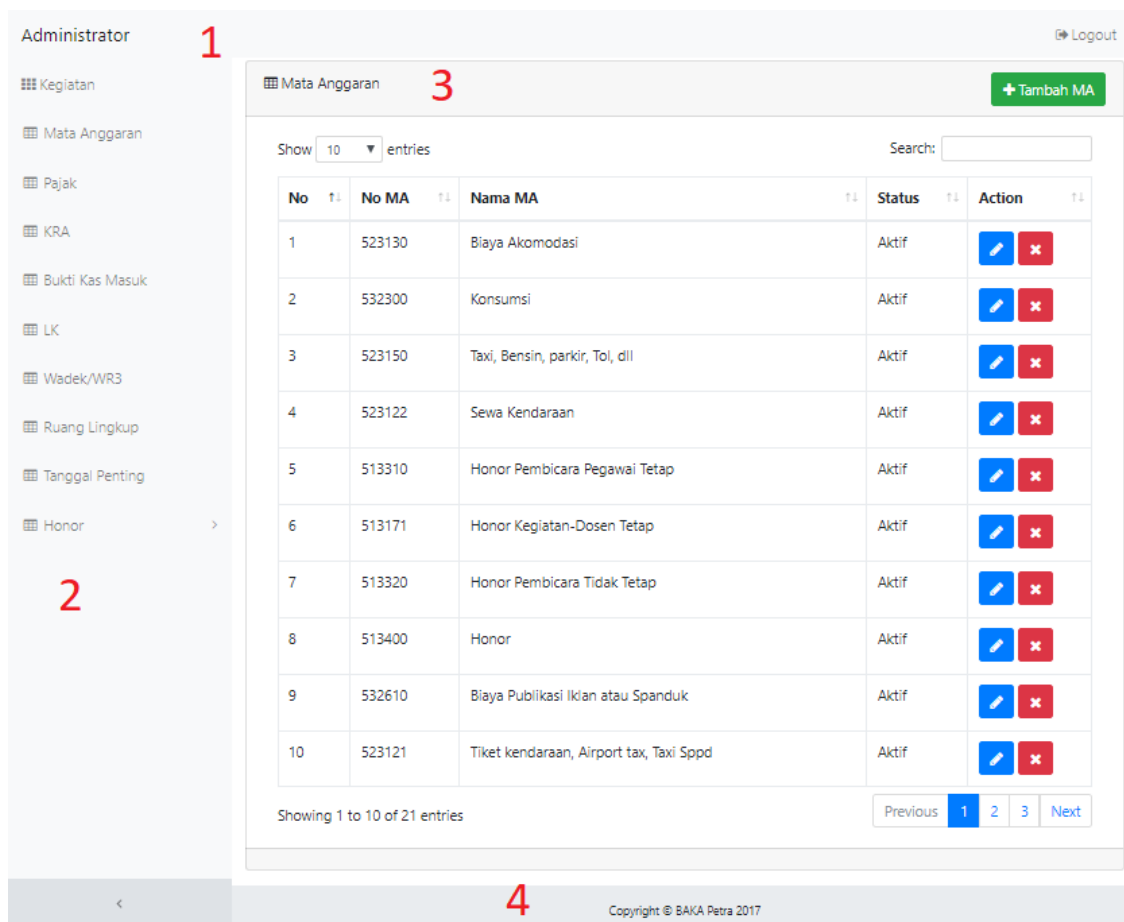 Administrator 1 Logout
Kegiatan
Mata Anggaran
Pajak
KRA
Bukti Kas Masuk
LK
Wadek/WR3
Ruang Lingkup
Tanggal Penting
Honor
2
Mata Anggaran 3 Tambah MA
Show 10 entries Search:
No No MA Nama MA Status Action
1 523130 Biaya Akomodasi Aktif
2 532300 Konsumsi Aktif
3 523150 Taxi, Bensin, parkir, Tol, dll Aktif
4 523122 Sewa Kendaraan Aktif
5 513310 Honor Pembicara Pegawai Tetap Aktif
6 513171 Honor Kegiatan-Dosen Tetap Aktif
7 513320 Honor Pembicara Tidak Tetap Aktif
8 513400 Honor Aktif
9 532610 Biaya Publikasi Iklan atau Spanduk Aktif
10 523121 Tiket kendaraan, Airport tax, Taxi Sppd Aktif
Showing 1 to 10 of 21 entries Previous 1 2 3 Next
4
Copyright © BAKA Petra 2017